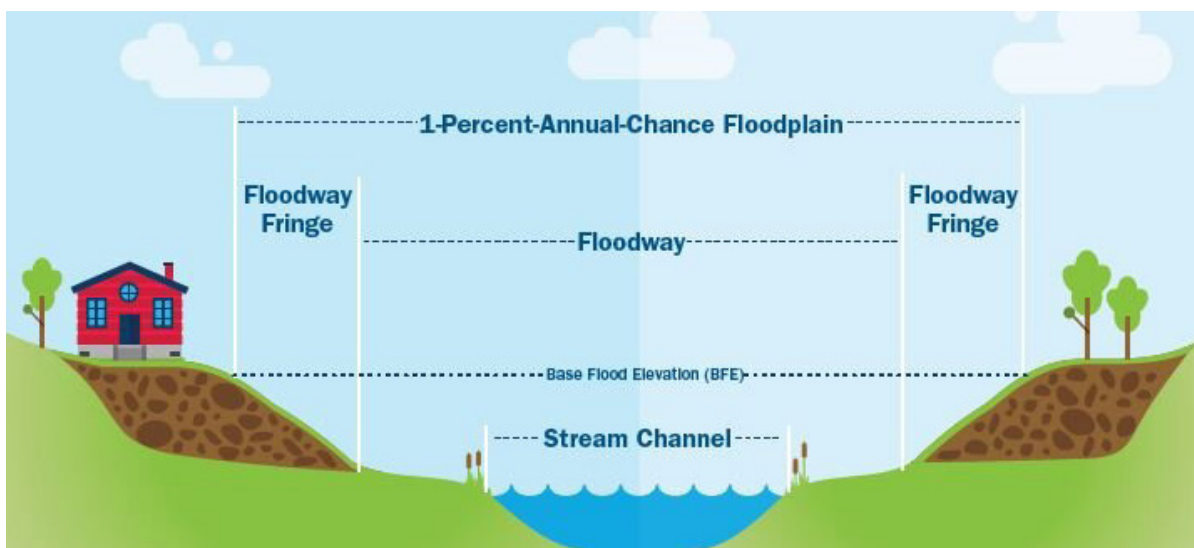 1-Percent-Annual-Chance Floodplain
Floodway
Fringe
Floodway
Floodway
Fringe
Base Flood Elevation (BFE)
Stream Channel